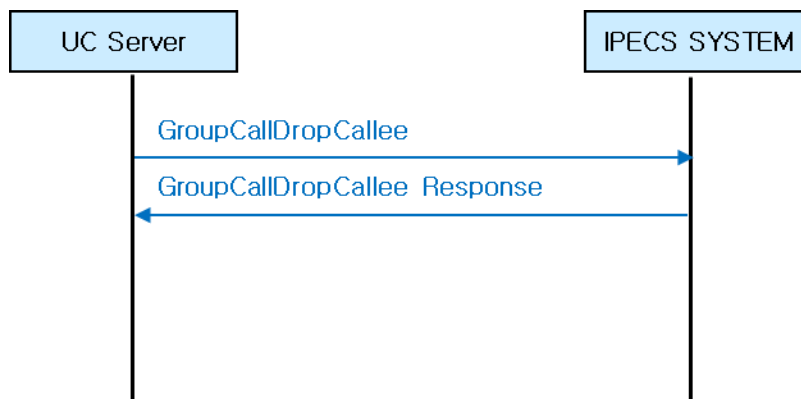 UC Server
IPECS SYSTEM
GroupCallDropCallee
GroupCallDropCallee Response